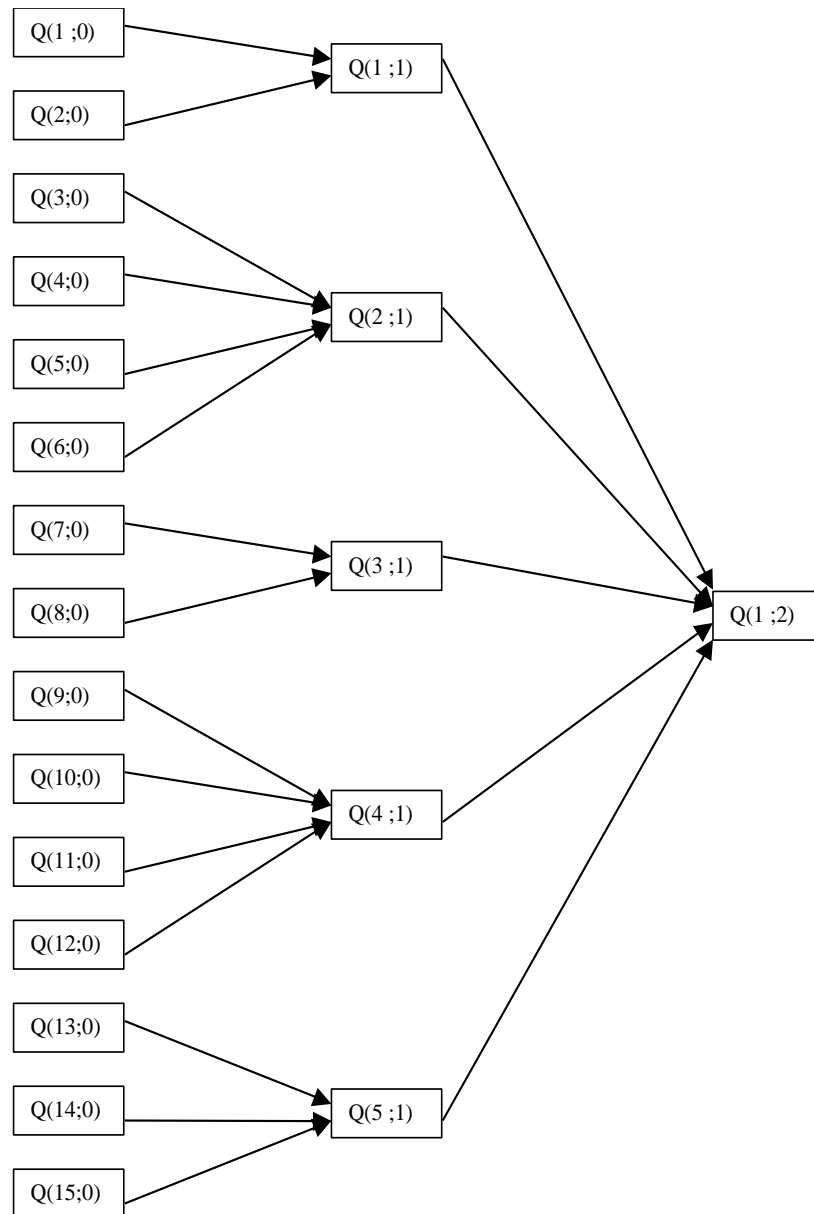 Q(1 ;0)
Q(2;0)
Q(3;0)
Q(4;0)
Q(5;0)
Q(6;0)
Q(7;0)
Q(8;0)
Q(9;0)
Q(10;0)
Q(11;0)
Q(12;0)
Q(13;0)
Q(14;0)
Q(15;0)
Q(1 ;1)
Q(2 ;1)
Q(3 ;1)
Q(4 ;1)
Q(5 ;1)
Q(1 ;2)